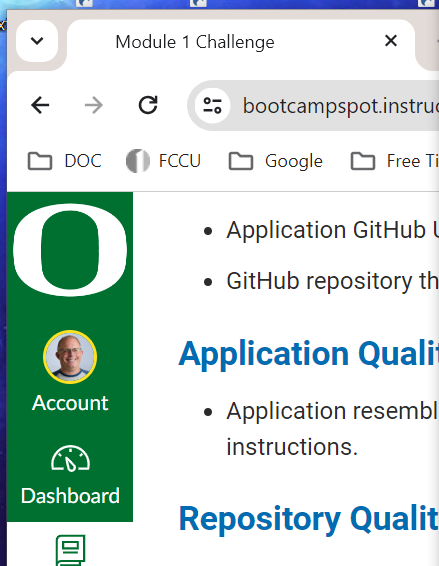 Module 1 Challenge
bootcampspot.instruc
DOC FCCU Google Free Ti
Application GitHub U
GitHub repository th
Application Qualit
Account
Application resembl
instructions.
Dashboard
Repository Qualit